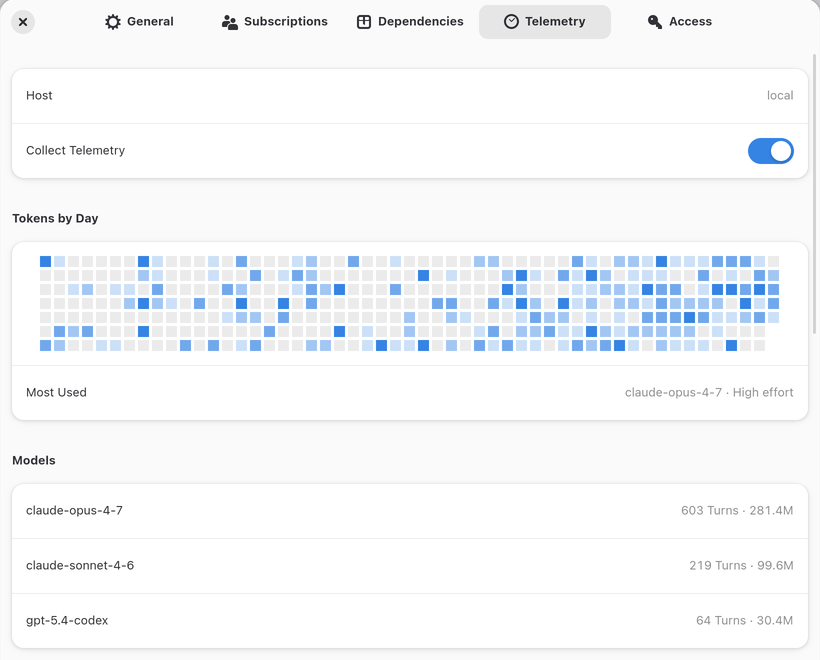 General
Subscriptions
Dependencies
Telemetry
Access
Host
local
Collect Telemetry
Tokens by Day
Most Used
claude-opus-4-7 · High effort
Models
claude-opus-4-7
603 Turns · 281.4M
claude-sonnet-4-6
219 Turns · 99.6M
gpt-5.4-codex
64 Turns · 30.4M